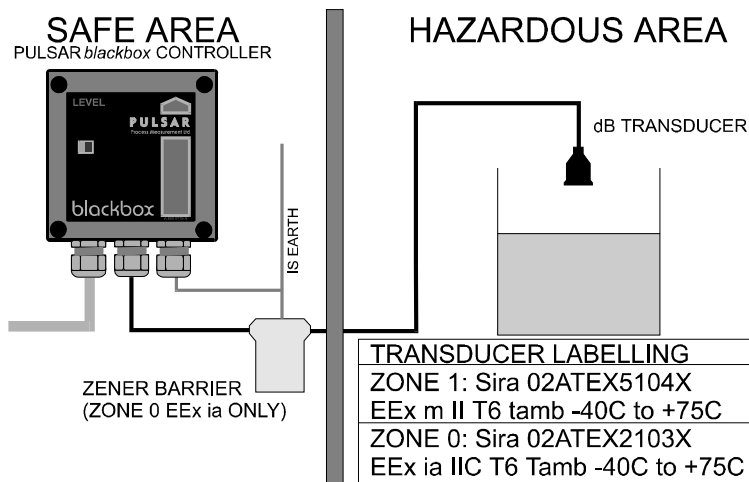 SAFE AREA
PULSAR blackbox CONTROLLER
HAZARDOUS AREA
LEVEL
PULSAR
Process Measurement Ltd
blackbox
IS EARTH
dB TRANSDUCER
ZENER BARRIER
(ZONE 0 EEx ia ONLY)
TRANSDUCER LABELLING
ZONE 1: Sira 02ATEX5104X
EEx m II T6 tamb -40C to +75C
ZONE 0: Sira 02ATEX2103X
EEx ia IIC T6 Tamb -40C to +75C